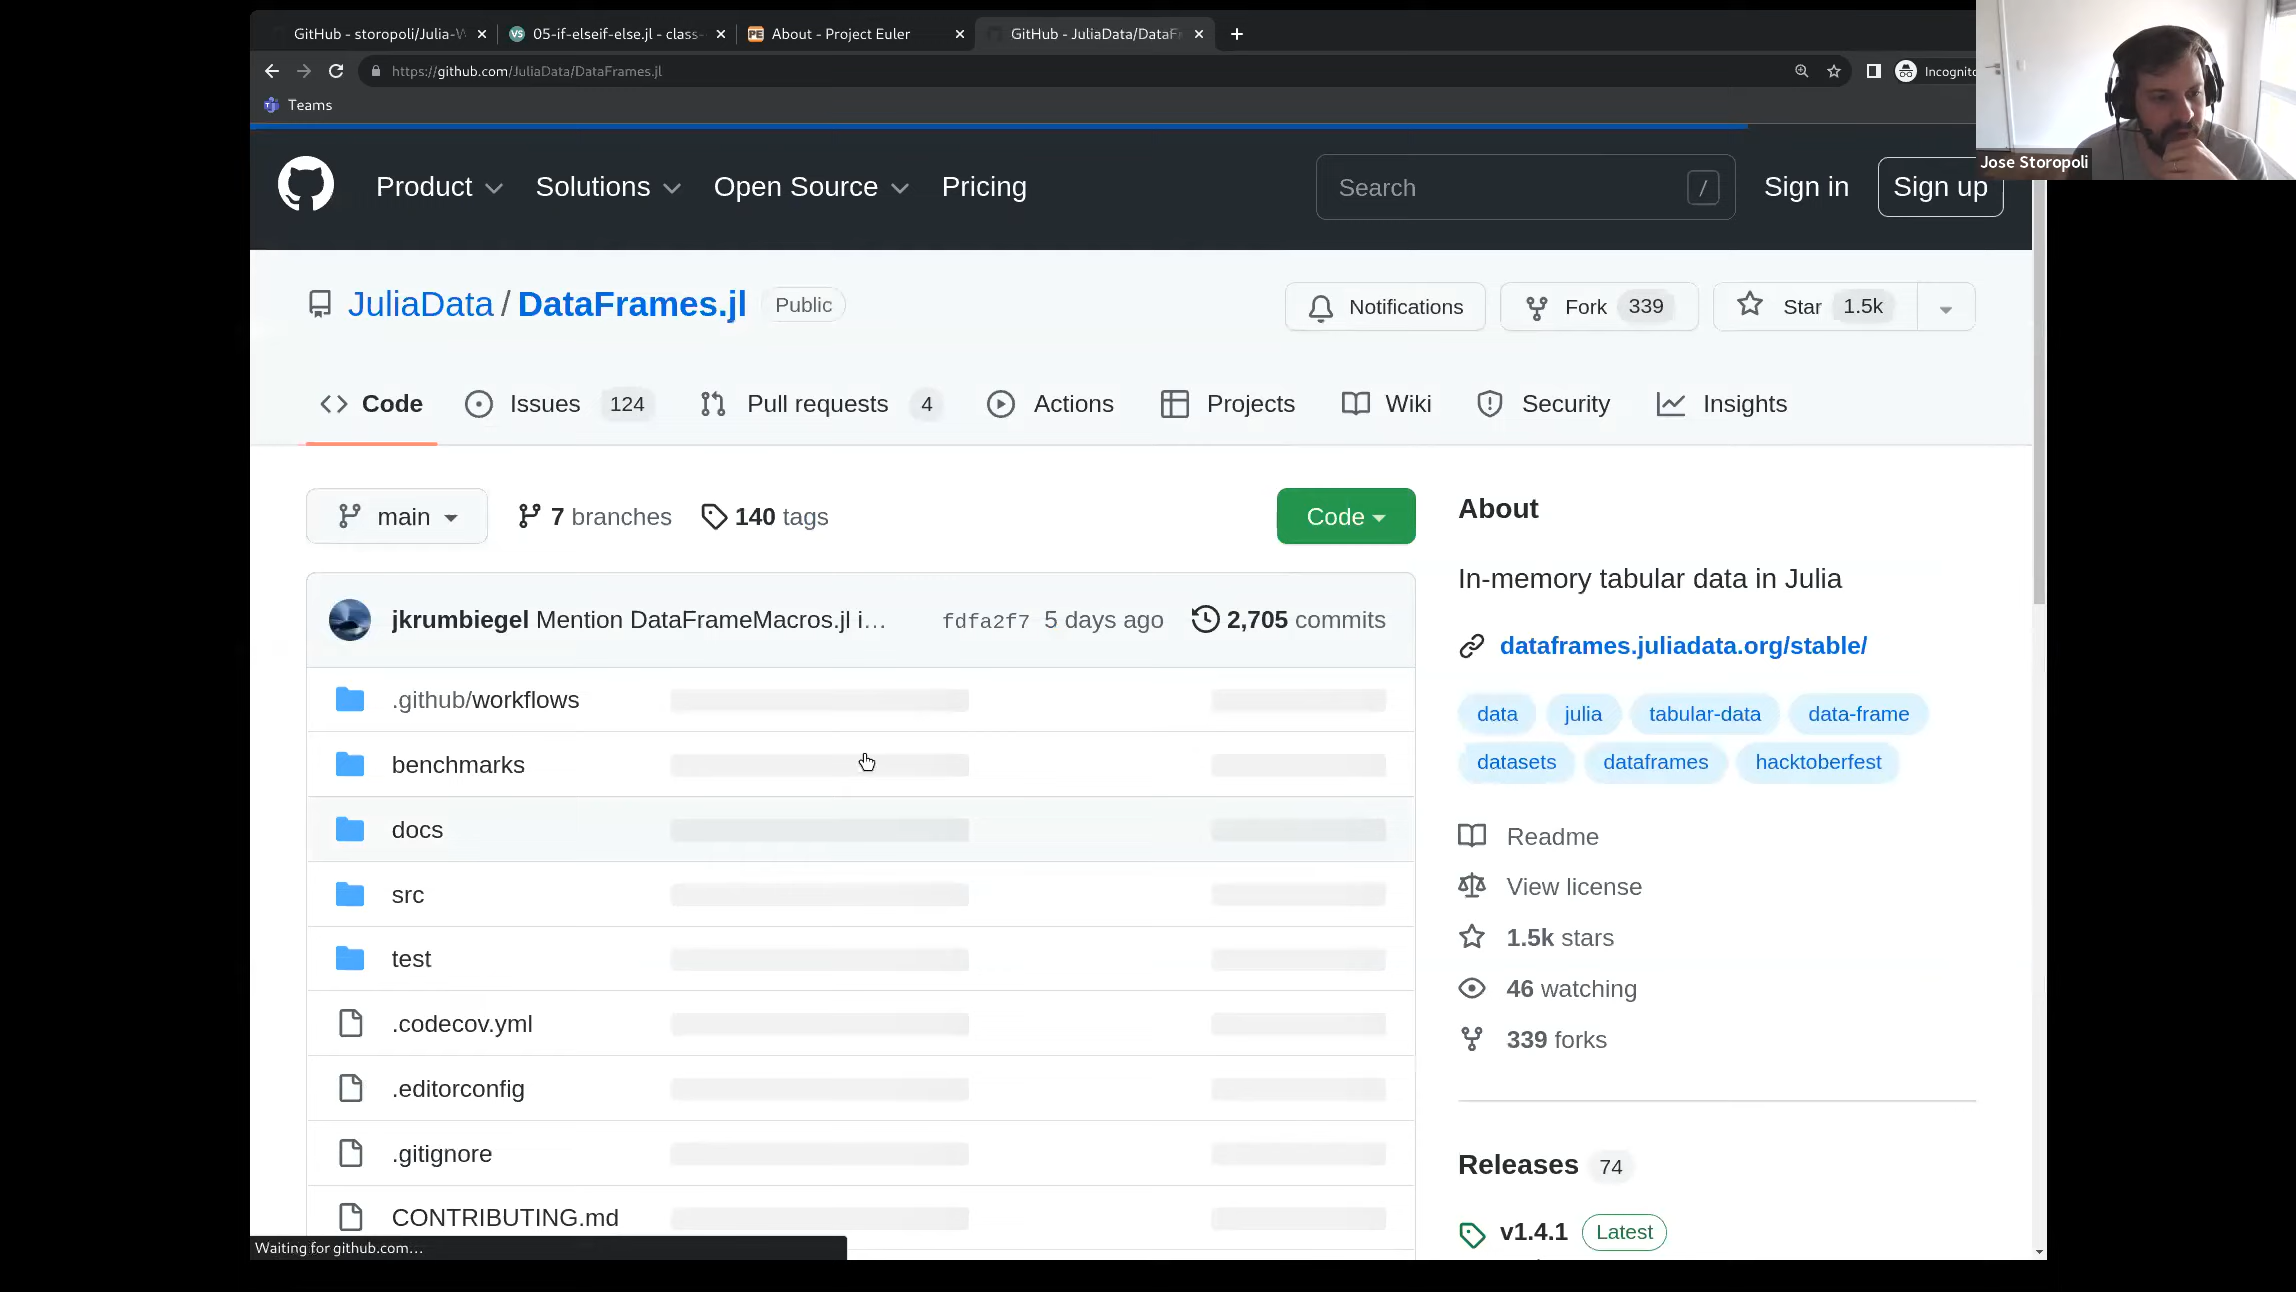 GitHub - storopoli/Julia-W
05-if-elseif-else.jl - class-
About - Project Euler
GitHub - JuliaData/DataFr
https://github.com/JuliaData/DataFrames.jl
Incognito
Teams
Jose Storopoli
Product
Solutions
Open Source
Pricing
Search /
Sign in
Sign up
JuliaData / DataFrames.jl
Public
Notifications
Fork 339
Star 1.5k
Code
Issues 124
Pull requests 4
Actions
Projects
Wiki
Security
Insights
main
7 branches
140 tags
Code
jkrumbiegel Mention DataFrameMacros.jl i…
fdfa2f7 5 days ago
2,705 commits
.github/workflows
benchmarks
docs
src
test
.codecov.yml
.editorconfig
.gitignore
CONTRIBUTING.md
About
In-memory tabular data in Julia
dataframes.juliadata.org/stable/
data julia tabular-data data-frame
datasets dataframes hacktoberfest
Readme
View license
1.5k stars
46 watching
339 forks
Releases 74
v1.4.1 Latest
Waiting for github.com…